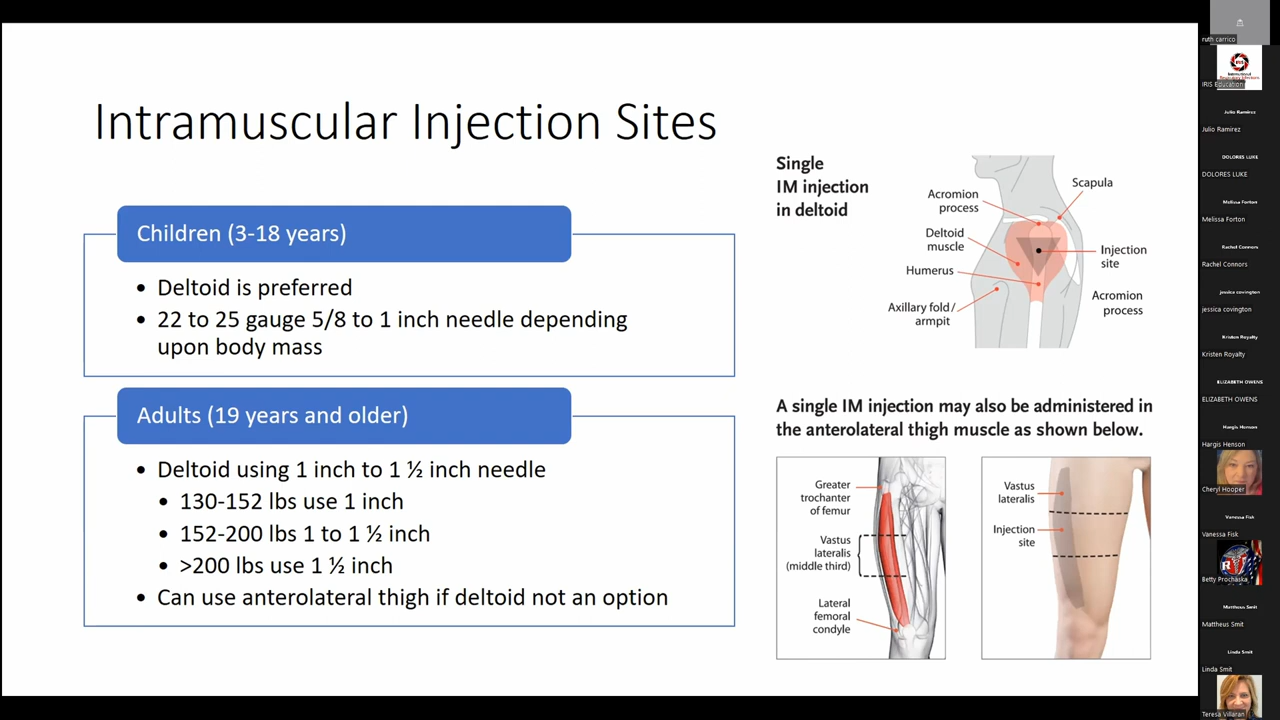 Intramuscular Injection Sites
Children (3-18 years)
• Deltoid is preferred
• 22 to 25 gauge 5/8 to 1 inch needle depending
upon body mass
Adults (19 years and older)
• Deltoid using 1 inch to 1 ½ inch needle
• 130-152 lbs use 1 inch
• 152-200 lbs 1 to 1 ½ inch
• >200 lbs use 1 ½ inch
• Can use anterolateral thigh if deltoid not an option
Single
IM injection
in deltoid
Acromion
process
Deltoid
muscle
Humerus
Axillary fold/
armpit
Scapula
Injection
site
Acromion
process
A single IM injection may also be administered in
the anterolateral thigh muscle as shown below.
Greater
trochanter
of femur
Vastus
lateralis
(middle third)
Lateral
femoral
condyle
Vastus
lateralis
Injection
site
ruth carrico
IRIS
IRIS Education
Julio Ramirez
Julio Ramirez
DOLORES LUKE
DOLORES LUKE
Melissa Forton
Melissa Forton
Rachel Connors
Rachel Connors
jessica covington
jessica covington
Kristen Royalty
Kristen Royalty
ELIZABETH OWENS
ELIZABETH OWENS
Hargis Henson
Hargis Henson
Cheryl Hooper
Vanessa Fisk
Vanessa Fisk
Betty Prochaska
Mattheus Smit
Mattheus Smit
Linda Smit
Linda Smit
Teresa Villaran